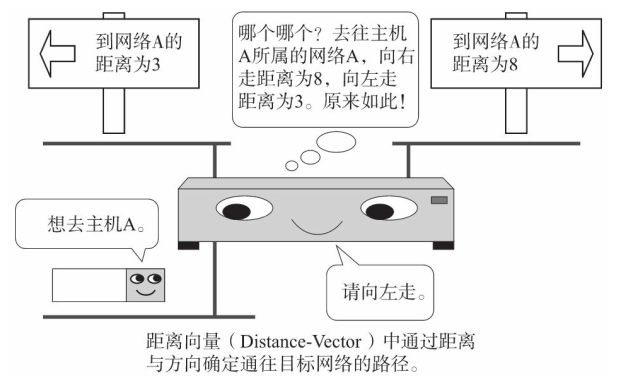 到网络A的
距离为3
哪个哪个？去往主机
A所属的网络A，向右
走距离为8，向左走
距离为3。原来如此！
到网络A的
距离为8
想去主机A。
请向左走。
距离向量（Distance-Vector）中通过距离
与方向确定通往目标网络的路径。